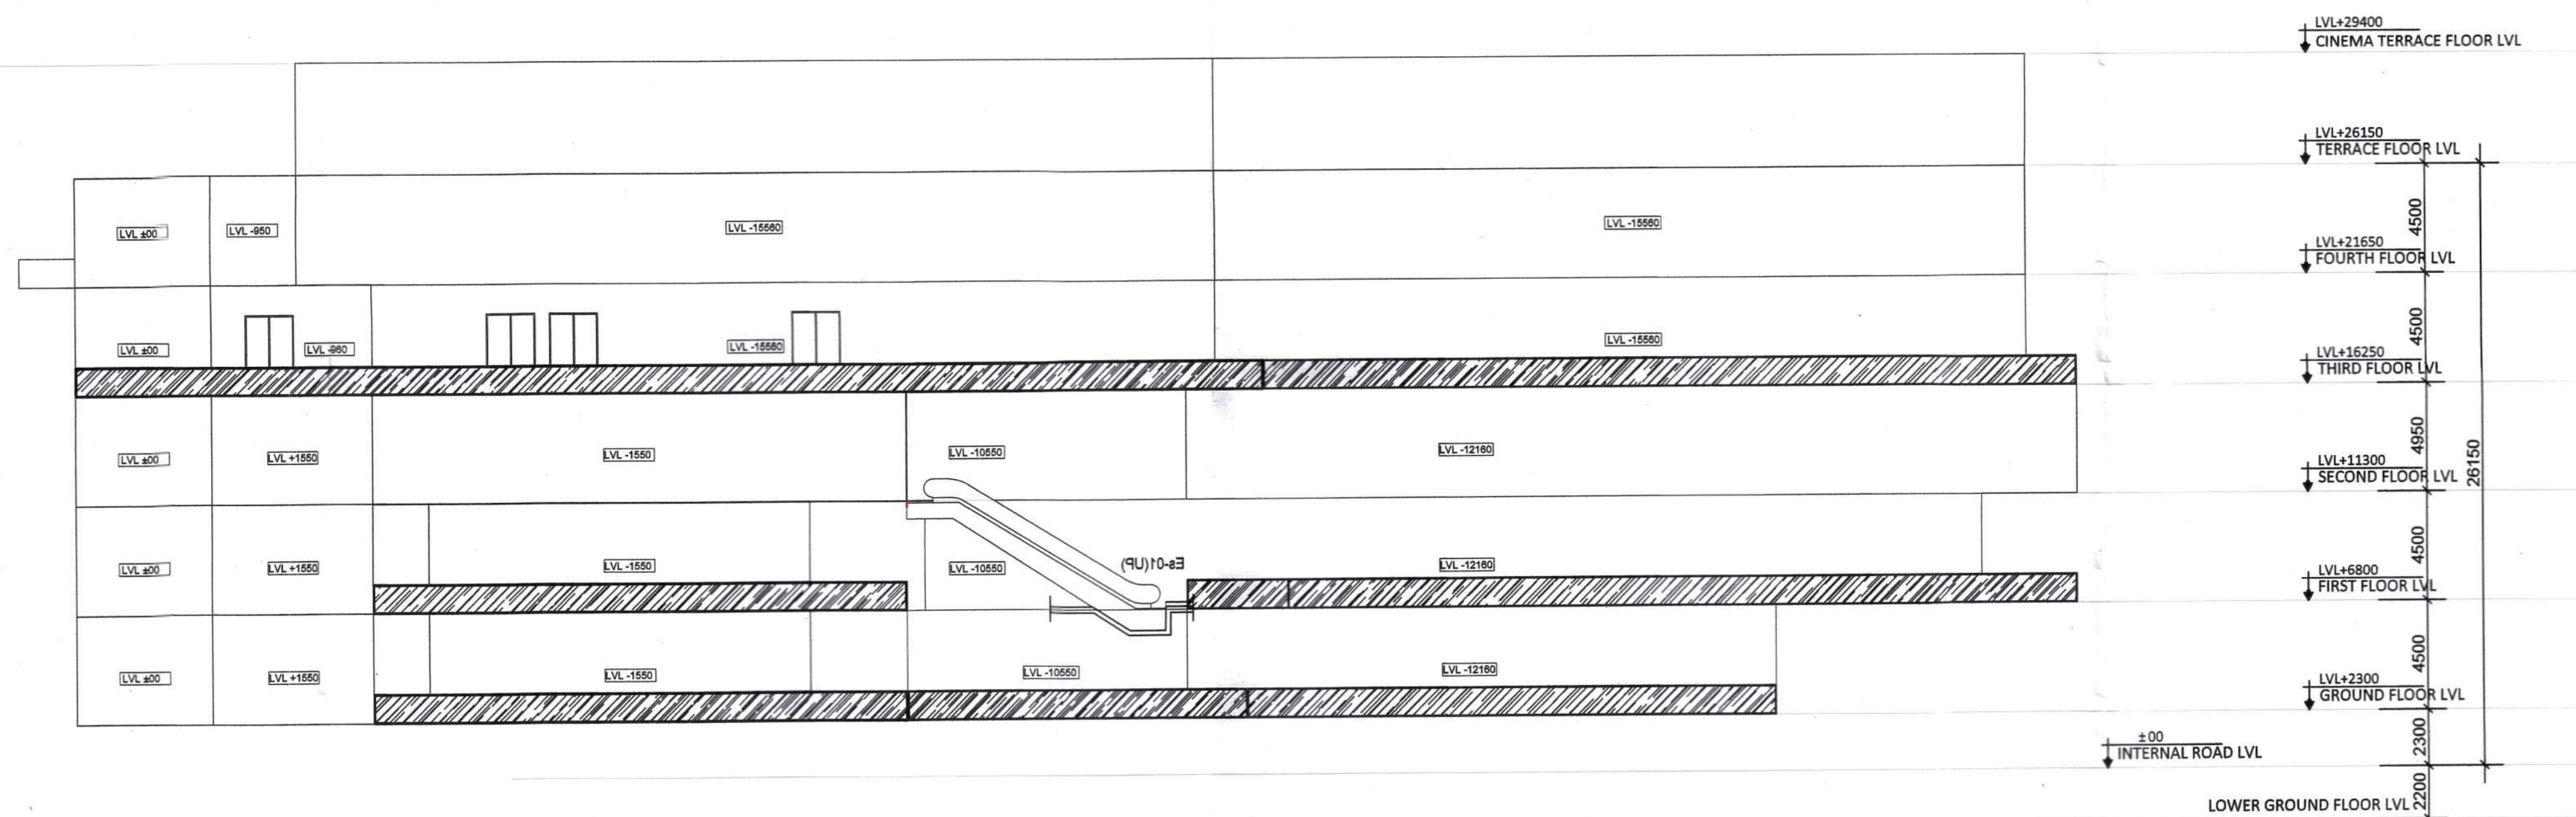 LVL+29400
CINEMA TERRACE FLOOR LVL
LVL+26150
TERRACE FLOOR LVL
LVL ±00
LVL -950
LVL -15560
LVL -15560
4500
LVL+21650
FOURTH FLOOR LVL
LVL ±00
LVL -960
LVL -15560
LVL -15560
4500
LVL+16250
THIRD FLOOR LVL
LVL ±00
LVL +1550
LVL -1550
LVL -10550
LVL -12160
4950
26150
LVL+11300
SECOND FLOOR LVL
LVL ±00
LVL +1550
LVL -1550
LVL -10550
Es-01(UP)
LVL -12160
4500
LVL+6800
FIRST FLOOR LVL
LVL ±00
LVL +1550
LVL -1550
LVL -10550
LVL -12160
4500
LVL+2300
GROUND FLOOR LVL
2300
±00
INTERNAL ROAD LVL
LOWER GROUND FLOOR LVL
2200